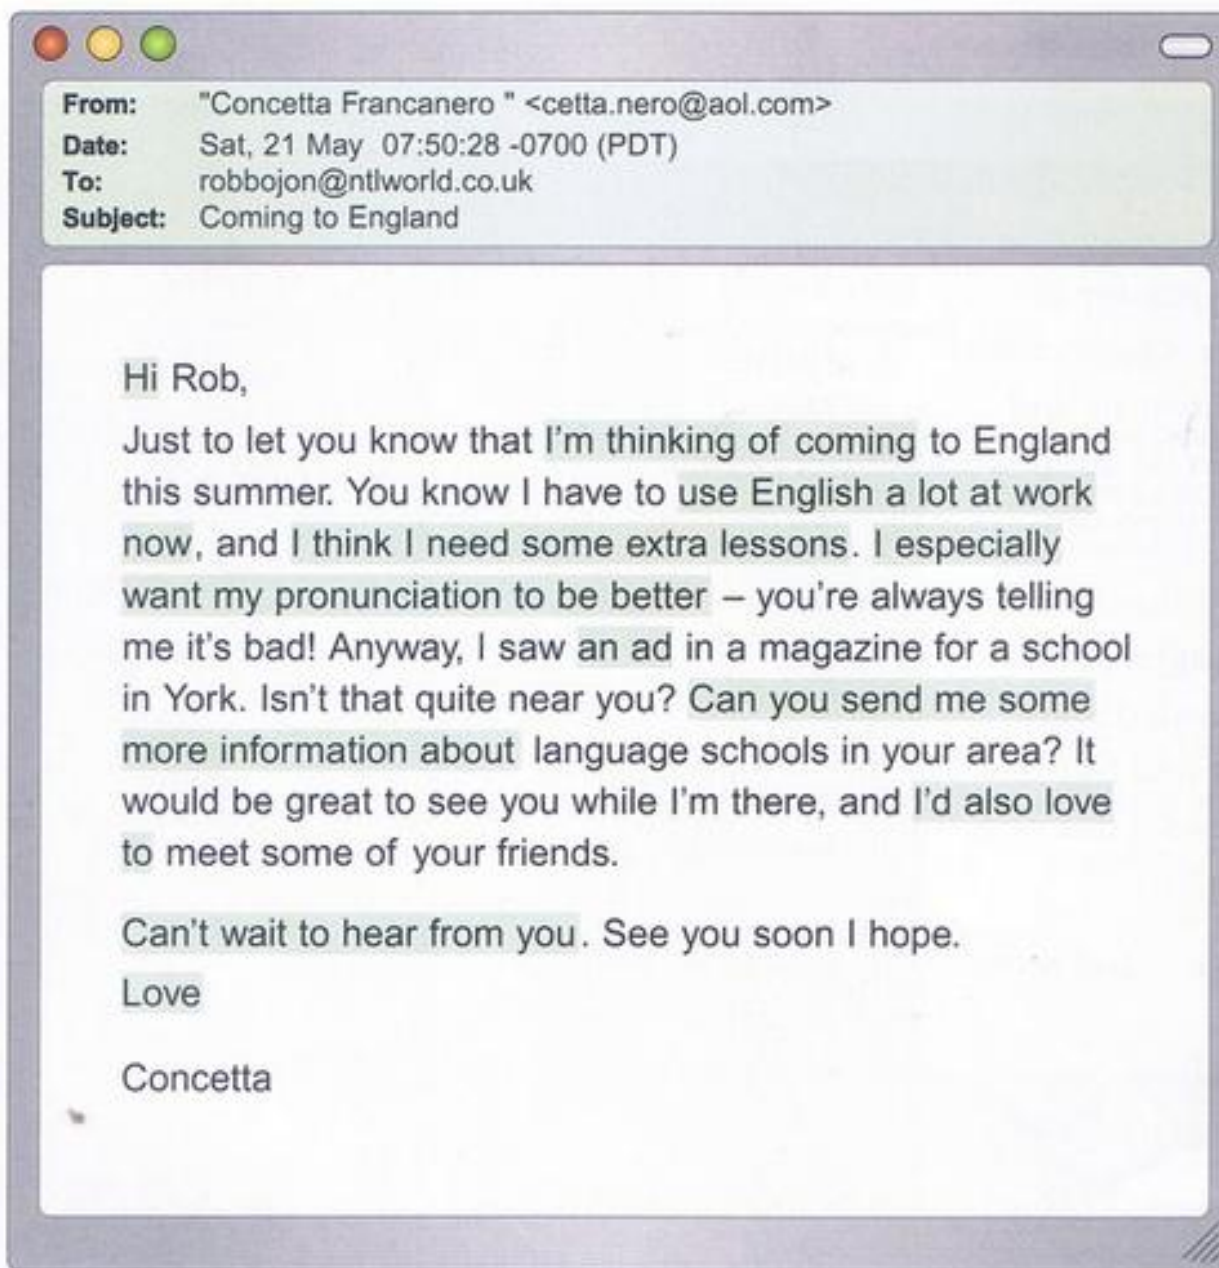 From: "Concetta Francanero " <cetta.nero@aol.com>
Date: Sat, 21 May 07:50:28 -0700 (PDT)
To: robbojon@ntlworld.co.uk
Subject: Coming to England
Hi Rob,
Just to let you know that I'm thinking of coming to England
this summer. You know I have to use English a lot at work
now, and I think I need some extra lessons. I especially
want my pronunciation to be better – you're always telling
me it's bad! Anyway, I saw an ad in a magazine for a school
in York. Isn't that quite near you? Can you send me some
more information about language schools in your area? It
would be great to see you while I'm there, and I'd also love
to meet some of your friends.
Can't wait to hear from you. See you soon I hope.
Love
Concetta